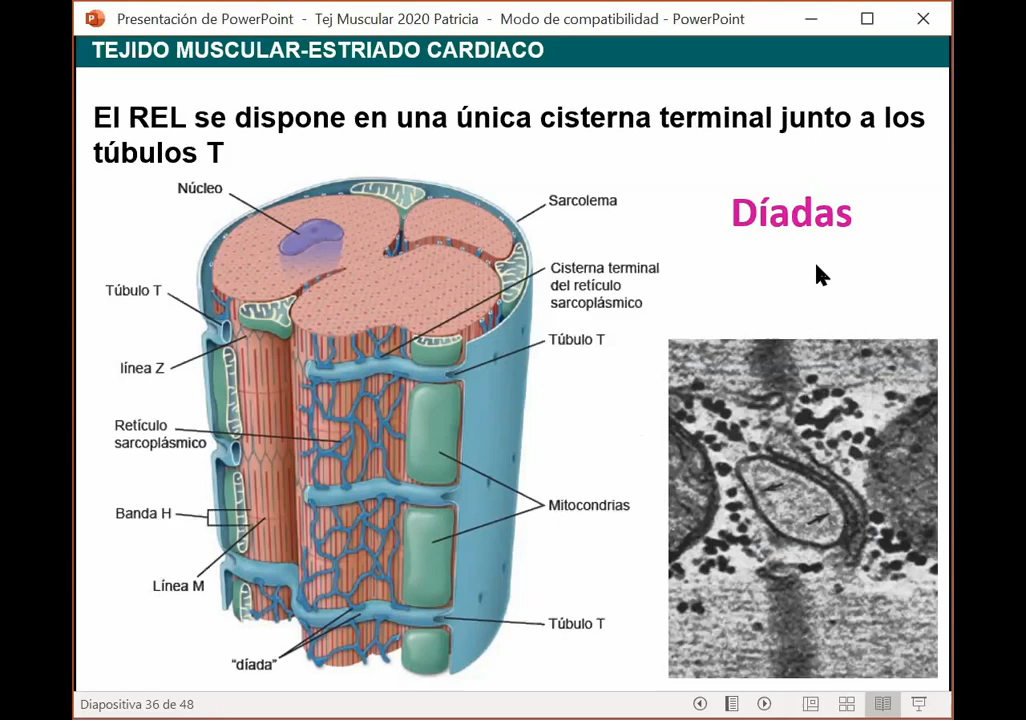 Presentación de PowerPoint - Tej Muscular 2020 Patricia - Modo de compatibilidad - PowerPoint
TEJIDO MUSCULAR-ESTRIADO CARDIACO
El REL se dispone en una única cisterna terminal junto a los
túbulos T
Núcleo
Sarcolema
Díadas
Cisterna terminal
del retículo
sarcoplásmico
Túbulo T
Túbulo T
línea Z
Retículo
sarcoplásmico
Banda H
Mitocondrias
Línea M
Túbulo T
“díada”
Diapositiva 36 de 48